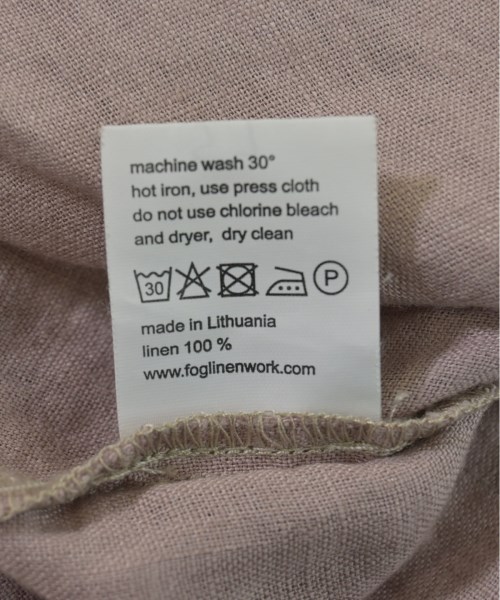 machine wash 30°
hot iron, use press cloth
do not use chlorine bleach
and dryer, dry clean
30 P
made in Lithuania
linen 100 %
www.foglinenwork.com